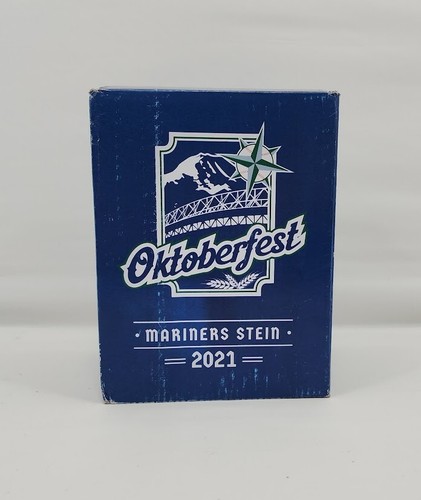 Oktoberfest
· MARINERS STEIN ·
2021